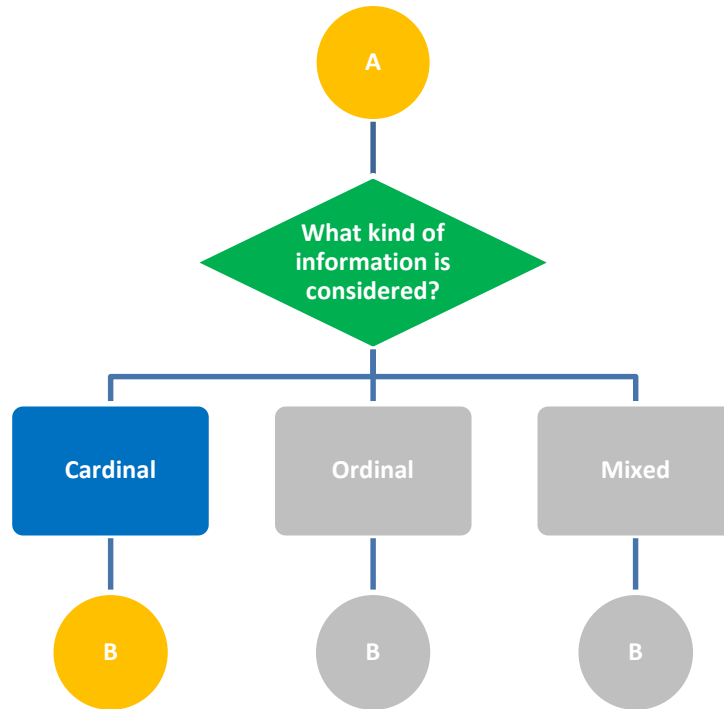 A
What kind of
information is
considered?
Cardinal
Ordinal
Mixed
B
B
B